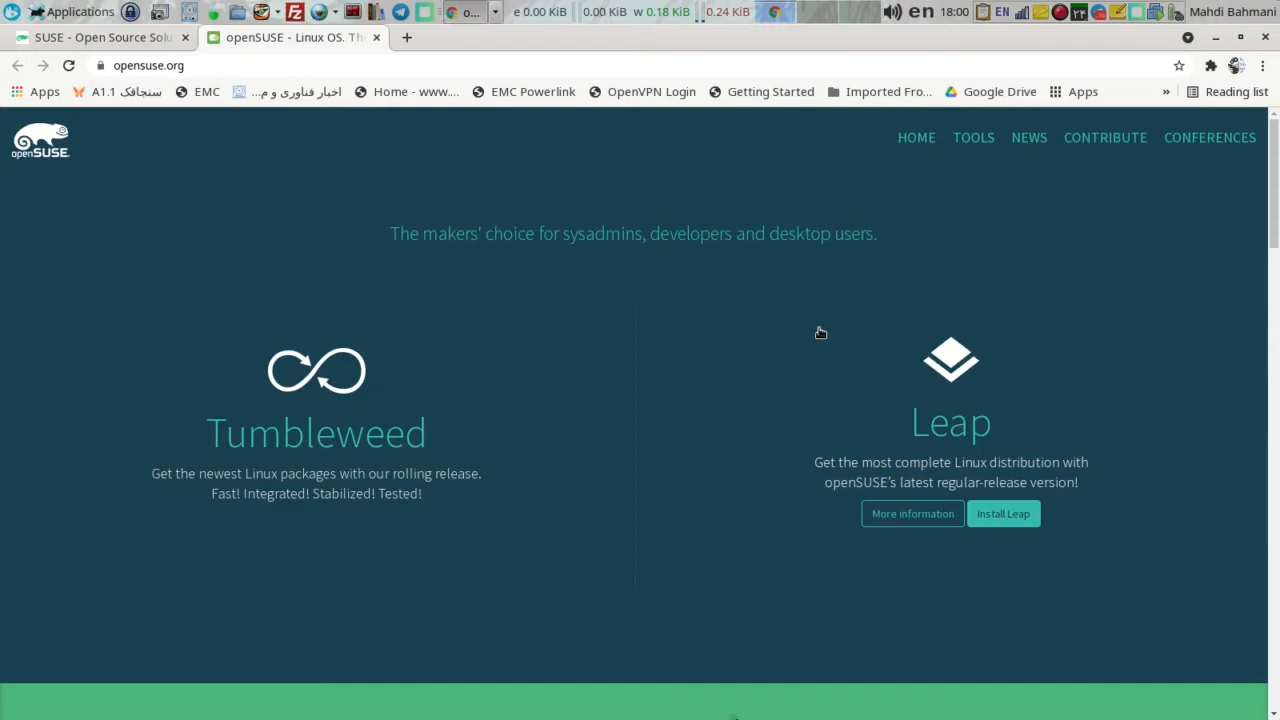 Applications
o...
e 0.00 KiB
0.00 KiB
w 0.18 KiB
0.24 KiB
en
18:00
EN
۲۴
Mahdi Bahmani
SUSE - Open Source Solu
openSUSE - Linux OS. The
opensuse.org
Apps
سنجاقک A1.1
EMC
اخبار فناوری و م...
Home - www....
EMC Powerlink
OpenVPN Login
Getting Started
Imported Fro...
Google Drive
Apps
»
Reading list
openSUSE.
HOME
TOOLS
NEWS
CONTRIBUTE
CONFERENCES
The makers' choice for sysadmins, developers and desktop users.
Tumbleweed
Get the newest Linux packages with our rolling release.
Fast! Integrated! Stabilized! Tested!
Leap
Get the most complete Linux distribution with
openSUSE’s latest regular-release version!
More information
Install Leap